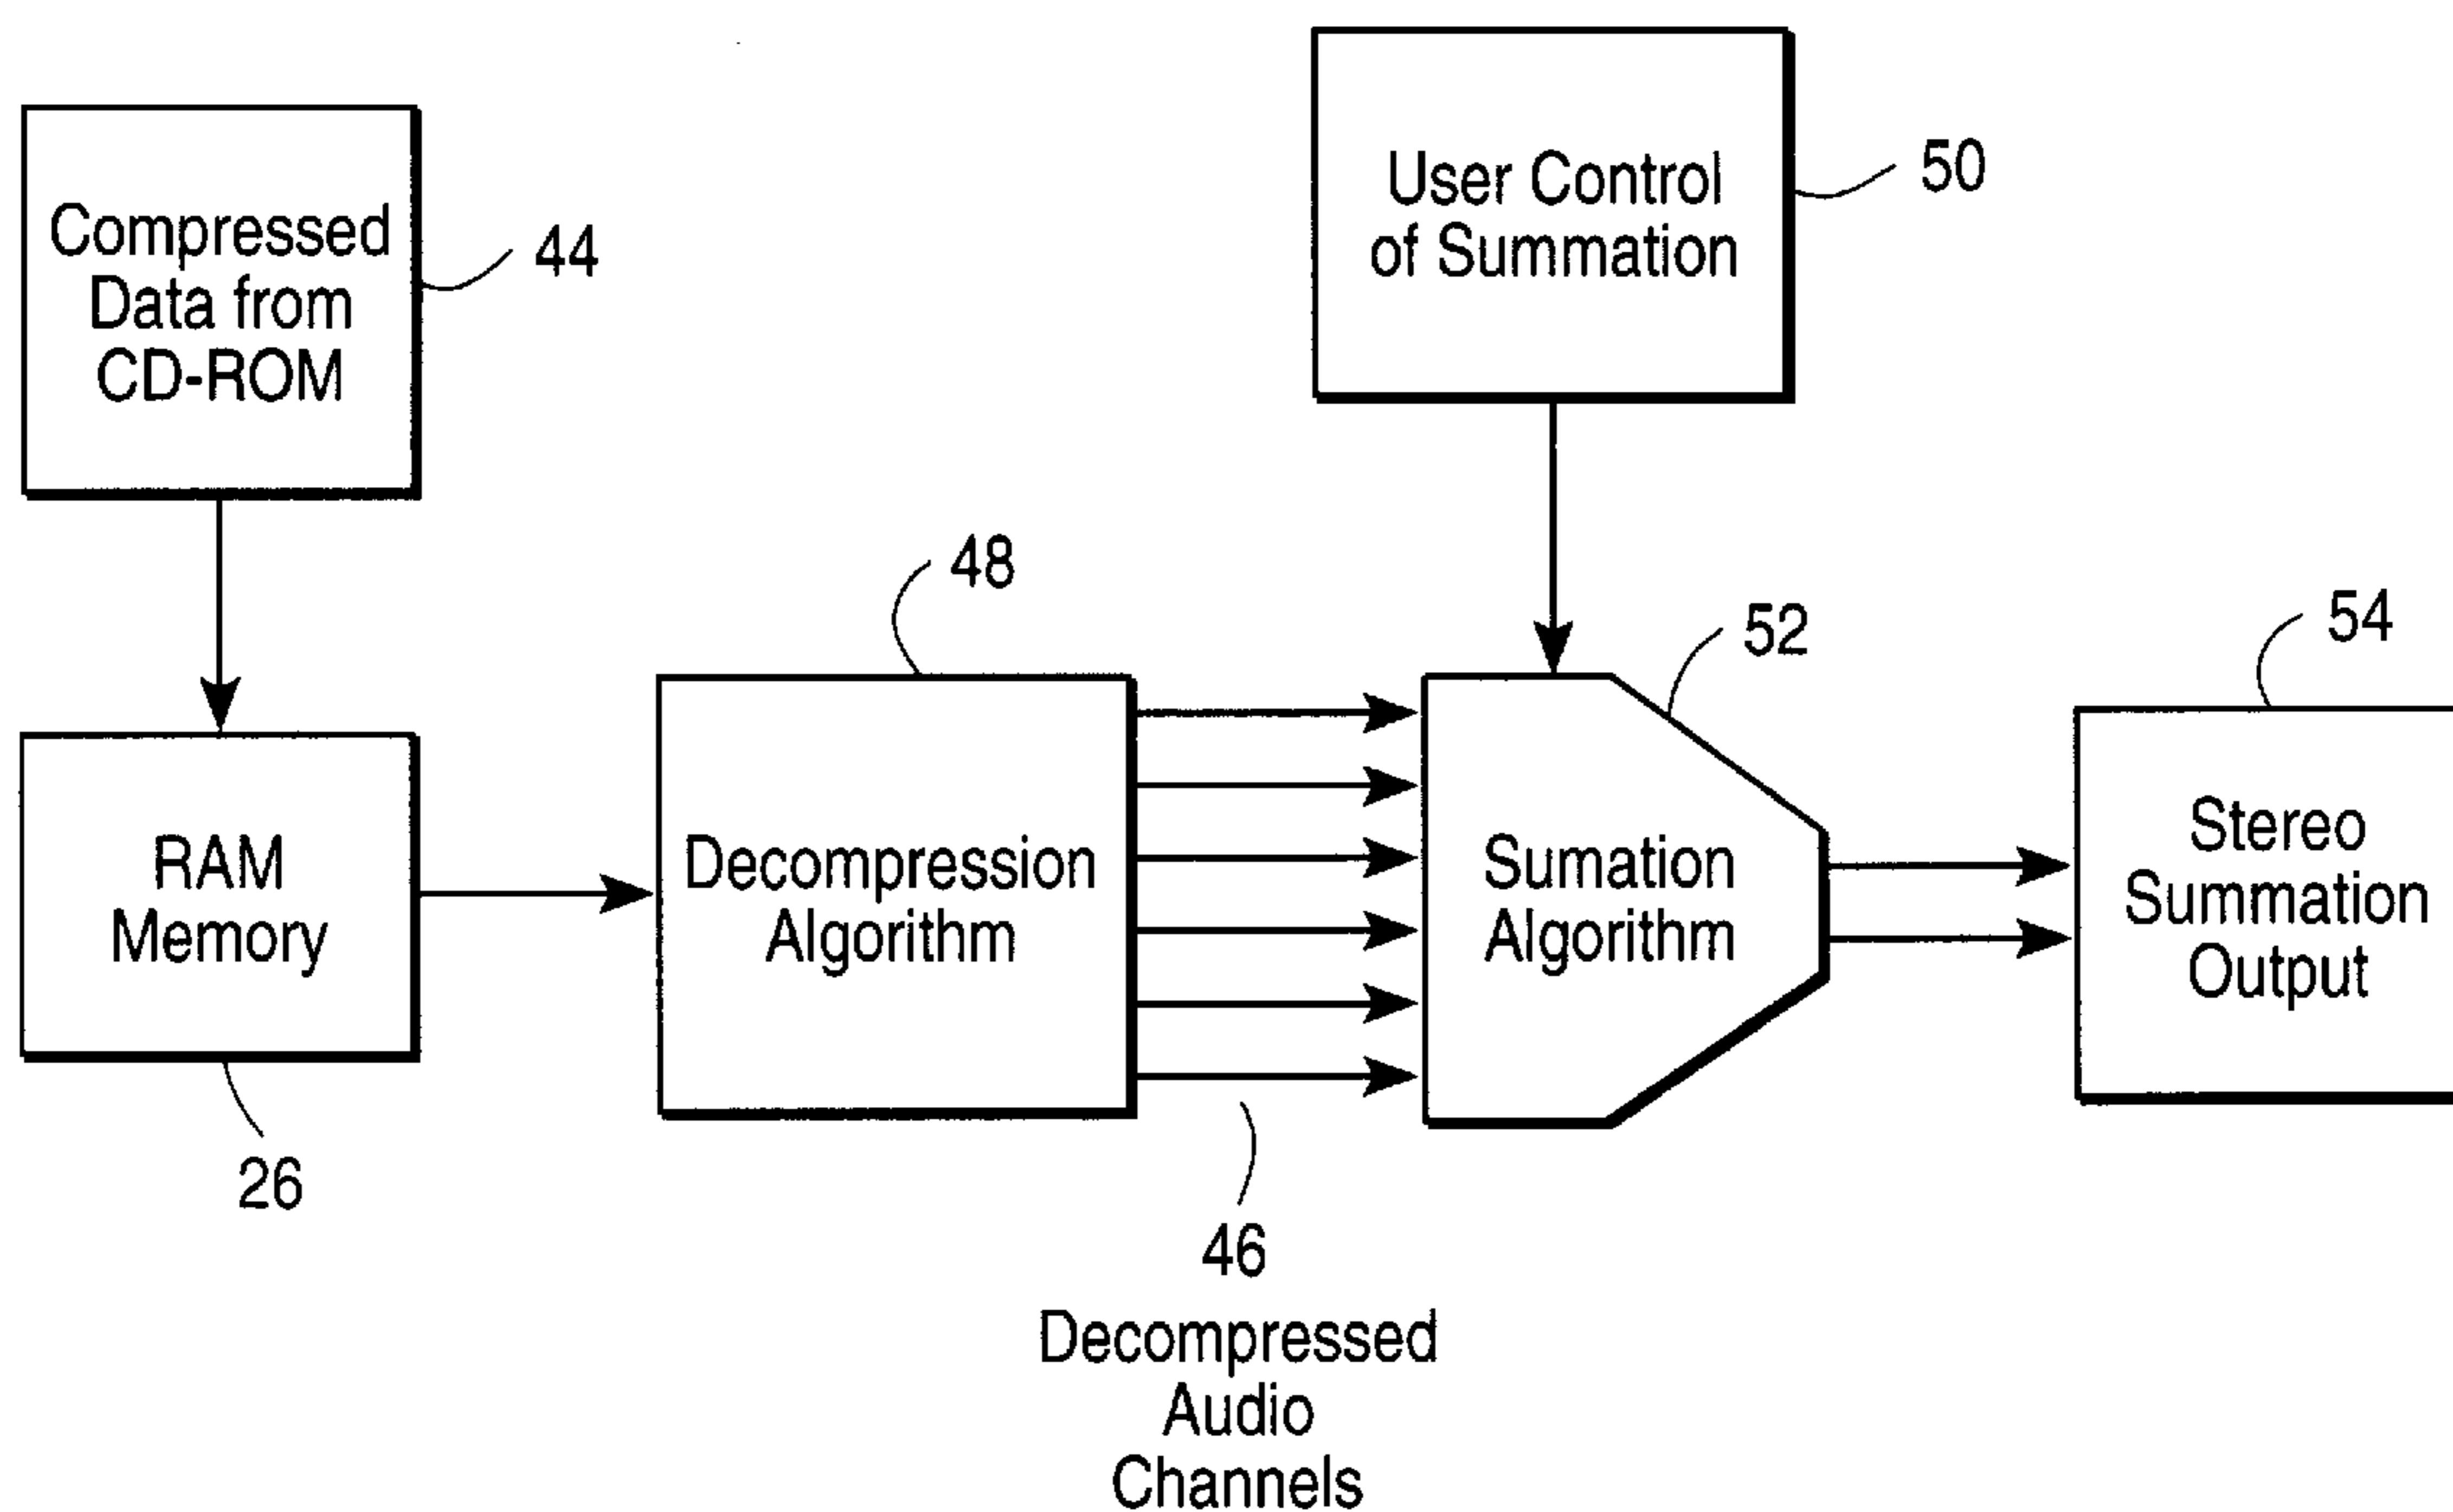 Compressed
Data from
CD-ROM
44
User Control
of Summation
50
RAM
Memory
26
48
Decompression
Algorithm
46
Decompressed
Audio
Channels
52
Sumation
Algorithm
54
Stereo
Summation
Output